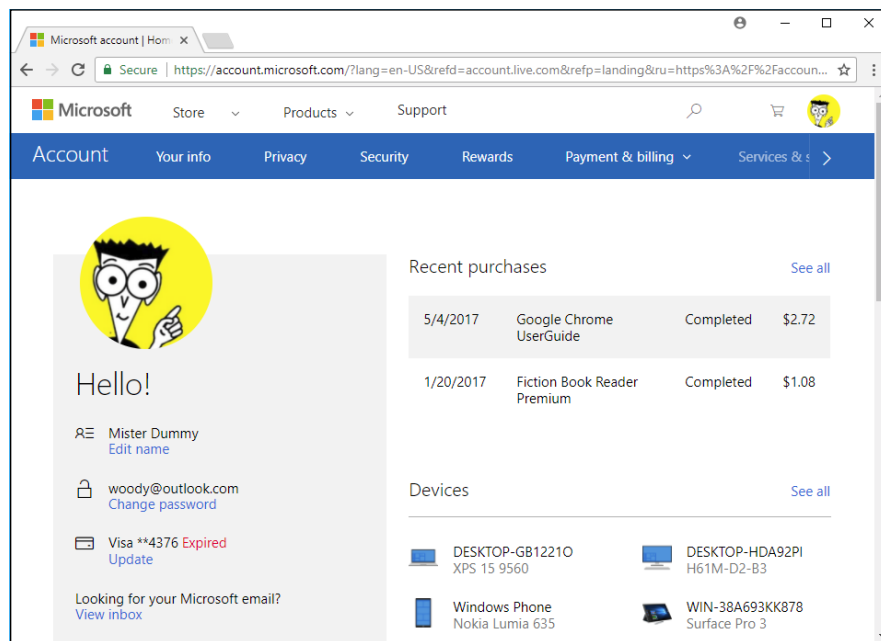 Microsoft account | Hom
Secure | https://account.microsoft.com/?lang=en-US&refd=account.live.com&refp=landing&ru=https%3A%2F%2Faccoun...
Microsoft Store Products Support
Account Your info Privacy Security Rewards Payment & billing Services & s
Recent purchases See all
5/4/2017 Google Chrome Completed $2.72
UserGuide
1/20/2017 Fiction Book Reader Completed $1.08
Premium
Hello!
Mister Dummy
Edit name
woody@outlook.com
Change password
Visa **4376 Expired
Update
Looking for your Microsoft email?
View inbox
Devices See all
DESKTOP-GB1221O DESKTOP-HDA92PI
XPS 15 9560 H61M-D2-B3
Windows Phone WIN-38A693KK878
Nokia Lumia 635 Surface Pro 3